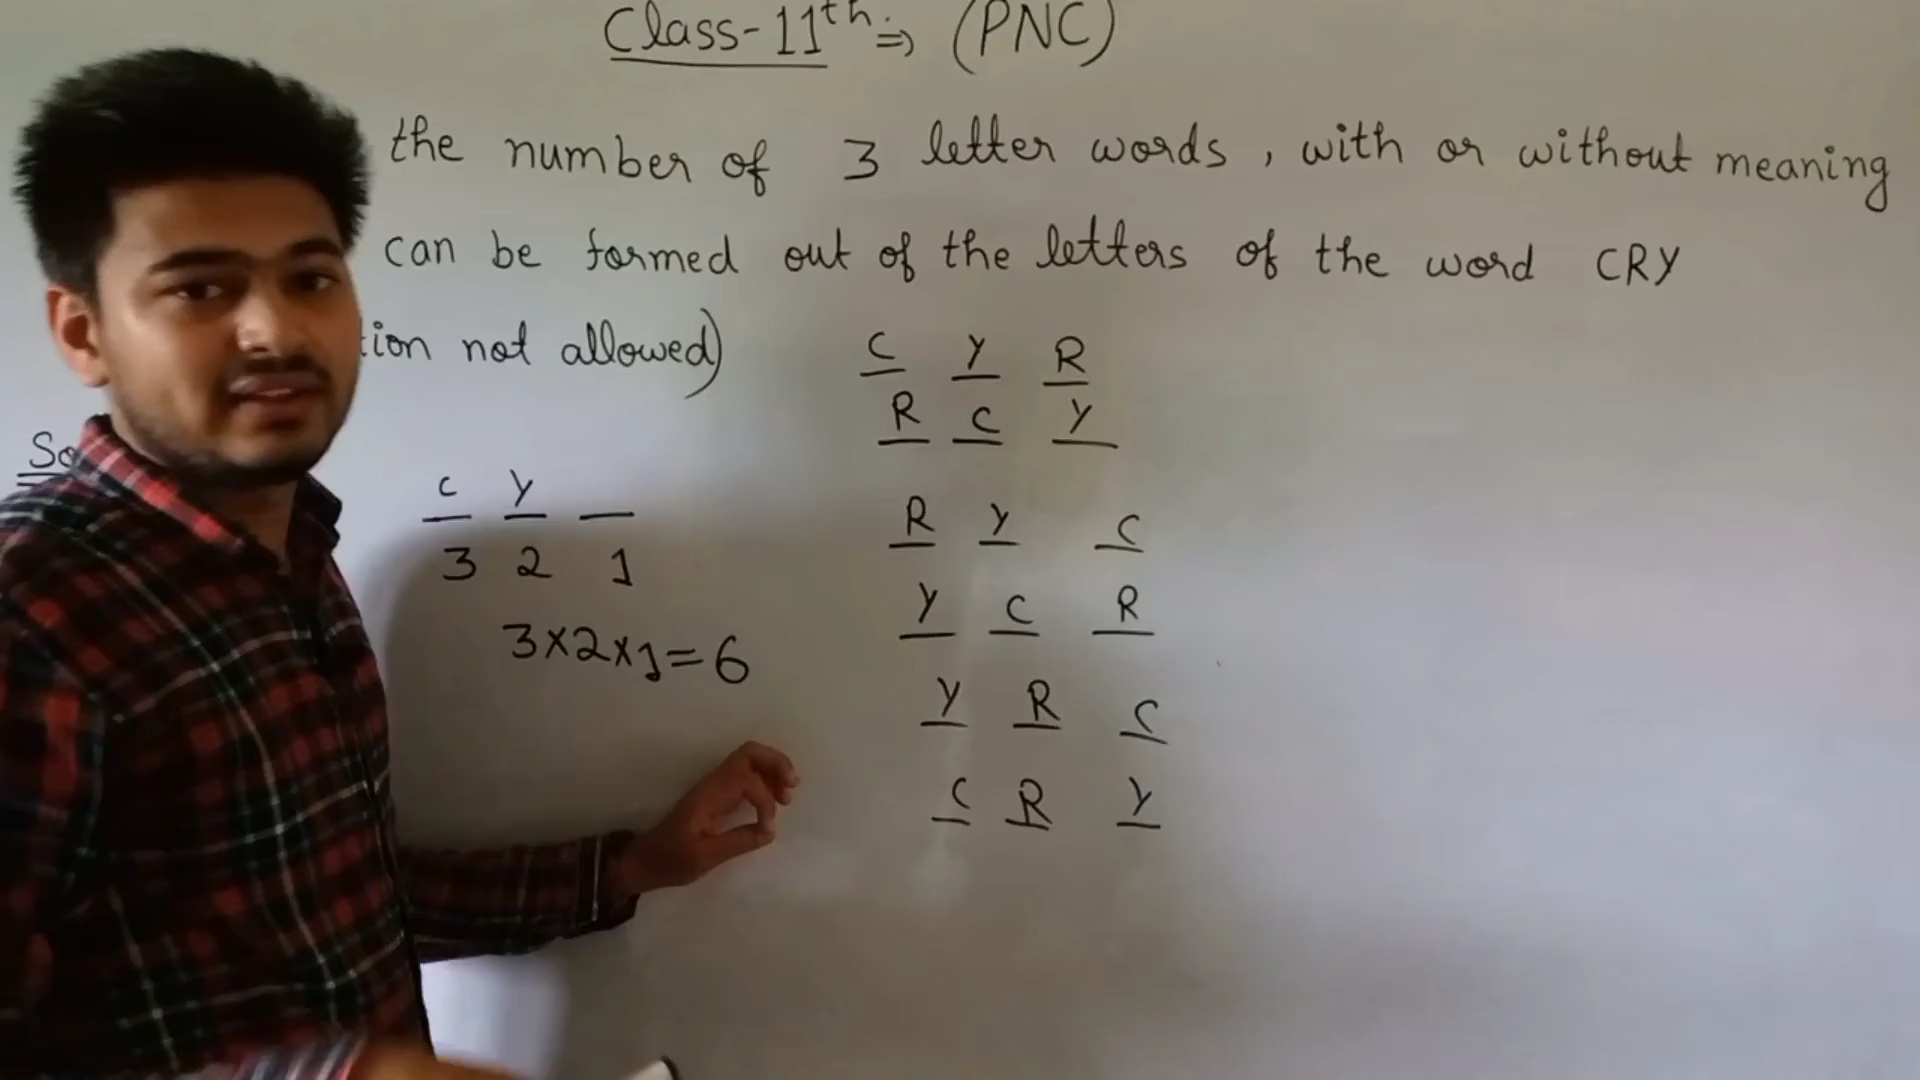 Class-11th:⇒ (PNC)
the number of 3 letter words, with or without meaning
can be formed out of the letters of the word CRY
tion not allowed)
C Y R
R C Y
So
C Y _
3 2 1
3×2×1=6
R Y C
Y C R
Y R C
C R Y